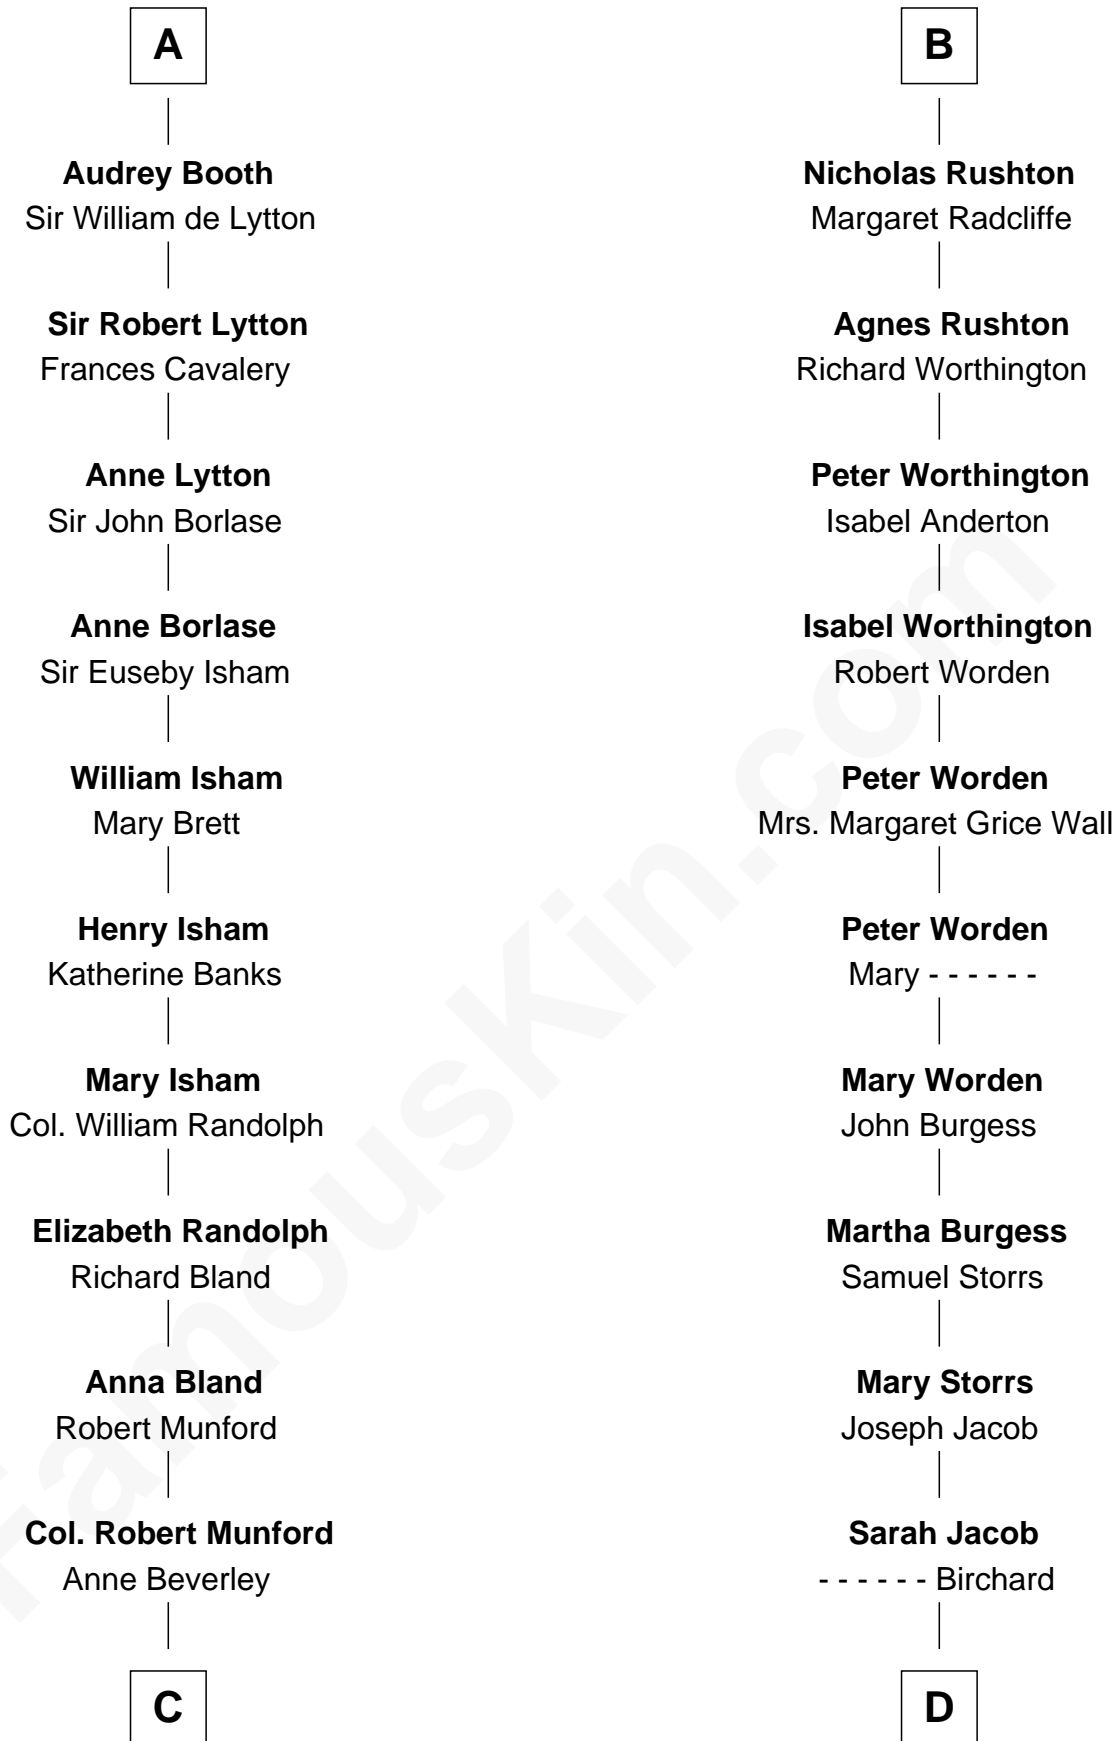 A
Audrey Booth
Sir William de Lytton
Sir Robert Lytton
Frances Cavalery
Anne Lytton
Sir John Borlase
Anne Borlase
Sir Euseby Isham
William Isham
Mary Brett
Henry Isham
Katherine Banks
Mary Isham
Col. William Randolph
Elizabeth Randolph
Richard Bland
Anna Bland
Robert Munford
Col. Robert Munford
Anne Beverley
C
B
Nicholas Rushton
Margaret Radcliffe
Agnes Rushton
Richard Worthington
Peter Worthington
Isabel Anderton
Isabel Worthington
Robert Worden
Peter Worden
Mrs. Margaret Grice Wall
Peter Worden
Mary - - - - - -
Mary Worden
John Burgess
Martha Burgess
Samuel Storrs
Mary Storrs
Joseph Jacob
Sarah Jacob
- - - - - - Birchard
D
FamousKin.com